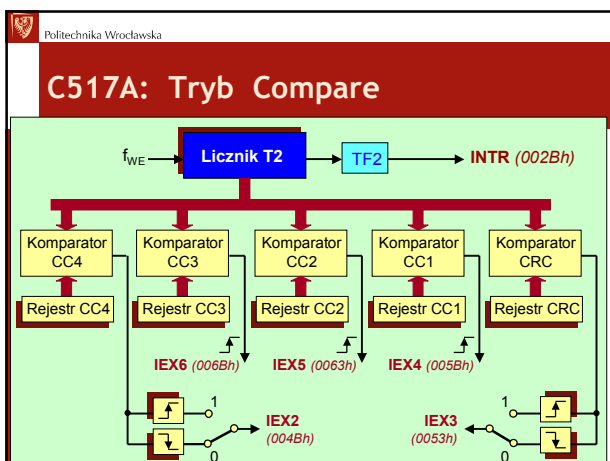 Politechnika Wrocławska
C517A: Tryb Compare
fWE
Licznik T2
TF2
INTR (002Bh)
Komparator CC4
Komparator CC3
Komparator CC2
Komparator CC1
Komparator CRC
Rejestr CC4
Rejestr CC3
Rejestr CC2
Rejestr CC1
Rejestr CRC
IEX6 (006Bh)
IEX5 (0063h)
IEX4 (005Bh)
1
IEX2
(004Bh)
0
1
IEX3
(0053h)
0